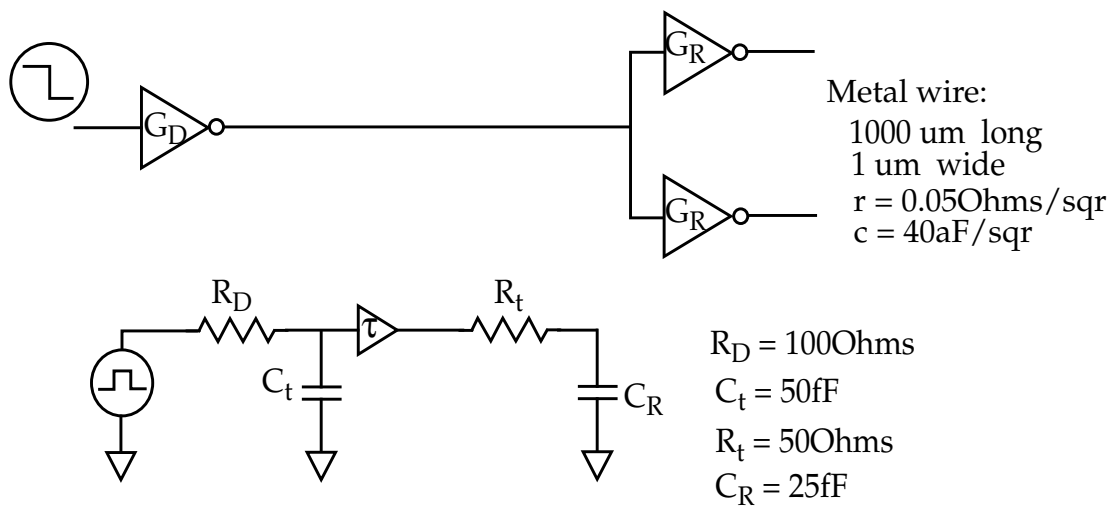 G_R
G_D
G_R
Metal wire:
1000 um long
1 um wide
r = 0.05Ohms/sqr
c = 40aF/sqr
R_D
τ
R_t
C_t
C_R
R_D = 100Ohms
C_t = 50fF
R_t = 50Ohms
C_R = 25fF